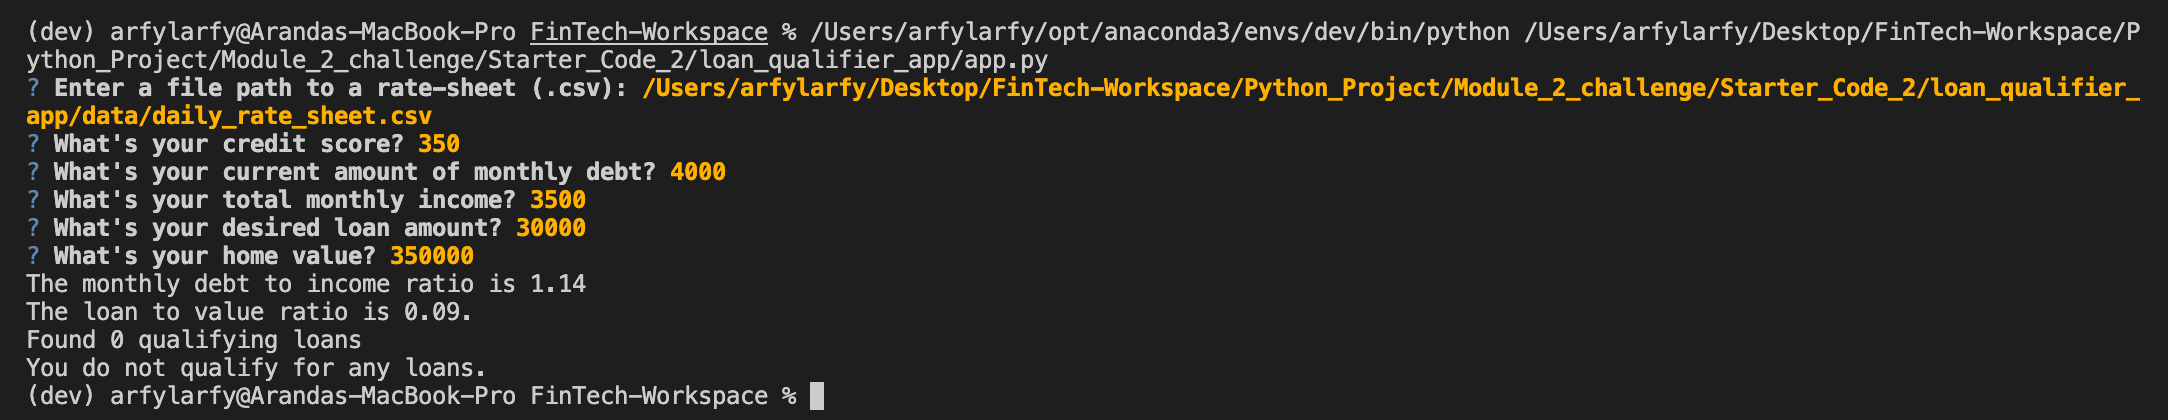 (dev) arfylarfy@Arandas-MacBook-Pro FinTech-Workspace % /Users/arfylarfy/opt/anaconda3/envs/dev/bin/python /Users/arfylarfy/Desktop/FinTech-Workspace/P
ython_Project/Module_2_challenge/Starter_Code_2/loan_qualifier_app/app.py
? Enter a file path to a rate-sheet (.csv): /Users/arfylarfy/Desktop/FinTech-Workspace/Python_Project/Module_2_challenge/Starter_Code_2/loan_qualifier_
app/data/daily_rate_sheet.csv
? What's your credit score? 350
? What's your current amount of monthly debt? 4000
? What's your total monthly income? 3500
? What's your desired loan amount? 30000
? What's your home value? 350000
The monthly debt to income ratio is 1.14
The loan to value ratio is 0.09.
Found 0 qualifying loans
You do not qualify for any loans.
(dev) arfylarfy@Arandas-MacBook-Pro FinTech-Workspace %